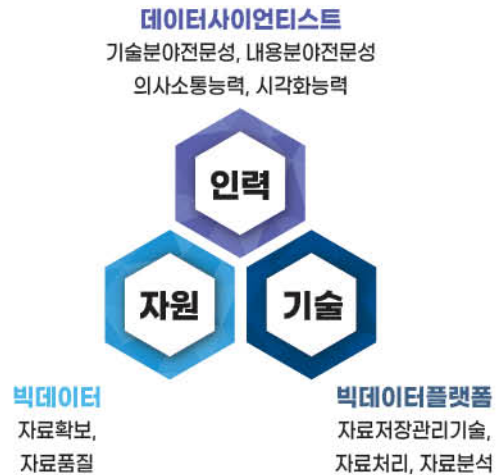 데이터사이언티스트
기술분야전문성, 내용분야전문성
의사소통능력, 시각화능력
인력
자원
기술
빅데이터
자료확보,
자료품질
빅데이터플랫폼
자료저장관리기술,
자료처리, 자료분석